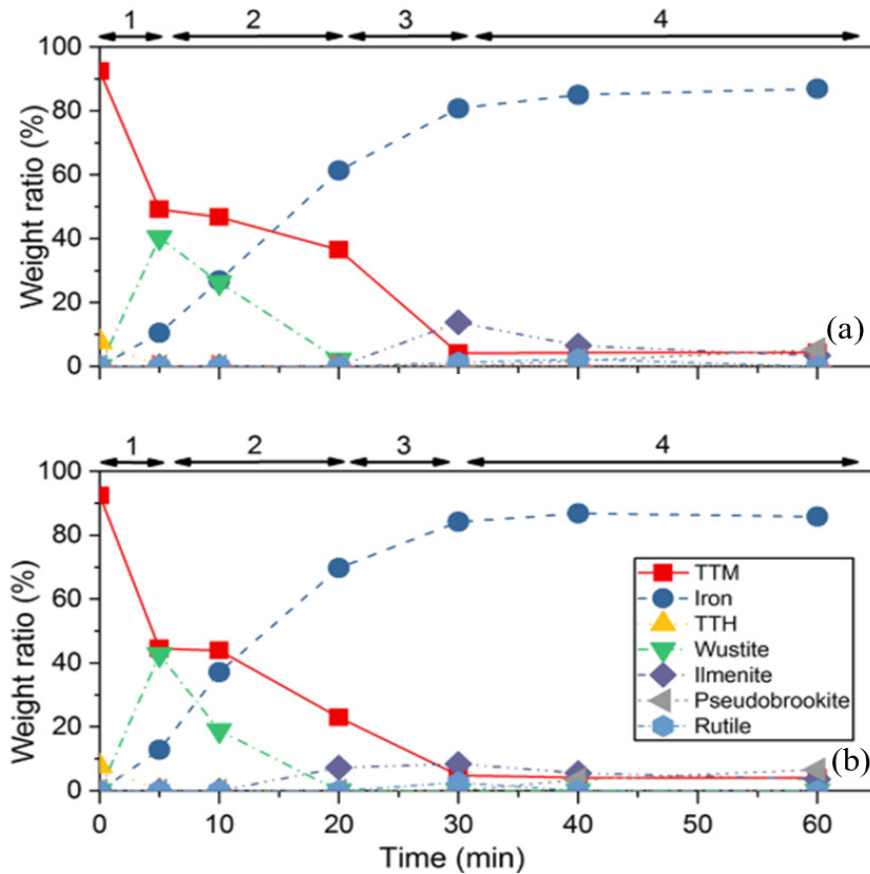 1 2 3 4
100
80
60
40
20
0
Weight ratio (%)
(a)
1 2 3 4
100
80
60
40
20
0
Weight ratio (%)
TTM
Iron
TTH
Wustite
Ilmenite
Pseudobrookite
Rutile
(b)
0 10 20 30 40 50 60
Time (min)